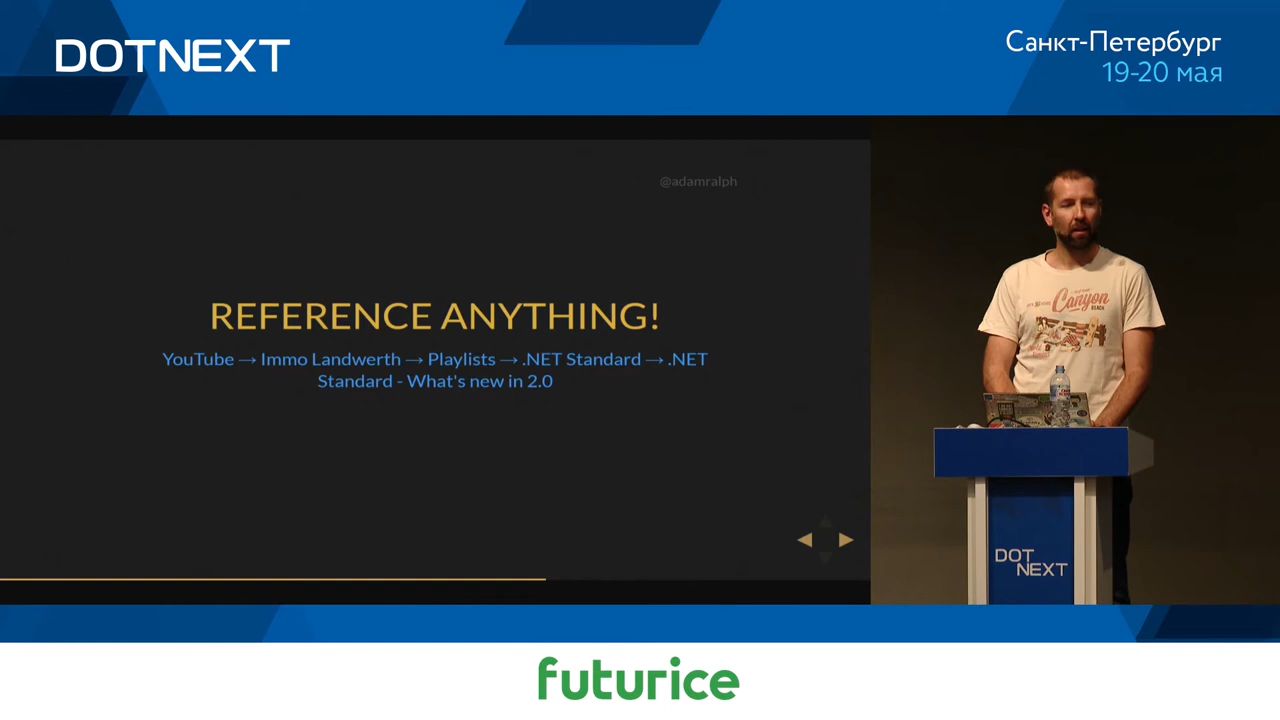 DOTNEXT
Санкт-Петербург
19-20 мая
@adamralph
REFERENCE ANYTHING!
YouTube → Immo Landwerth → Playlists → .NET Standard → .NET
Standard - What's new in 2.0
Canyon
DOT
NEXT
futurice